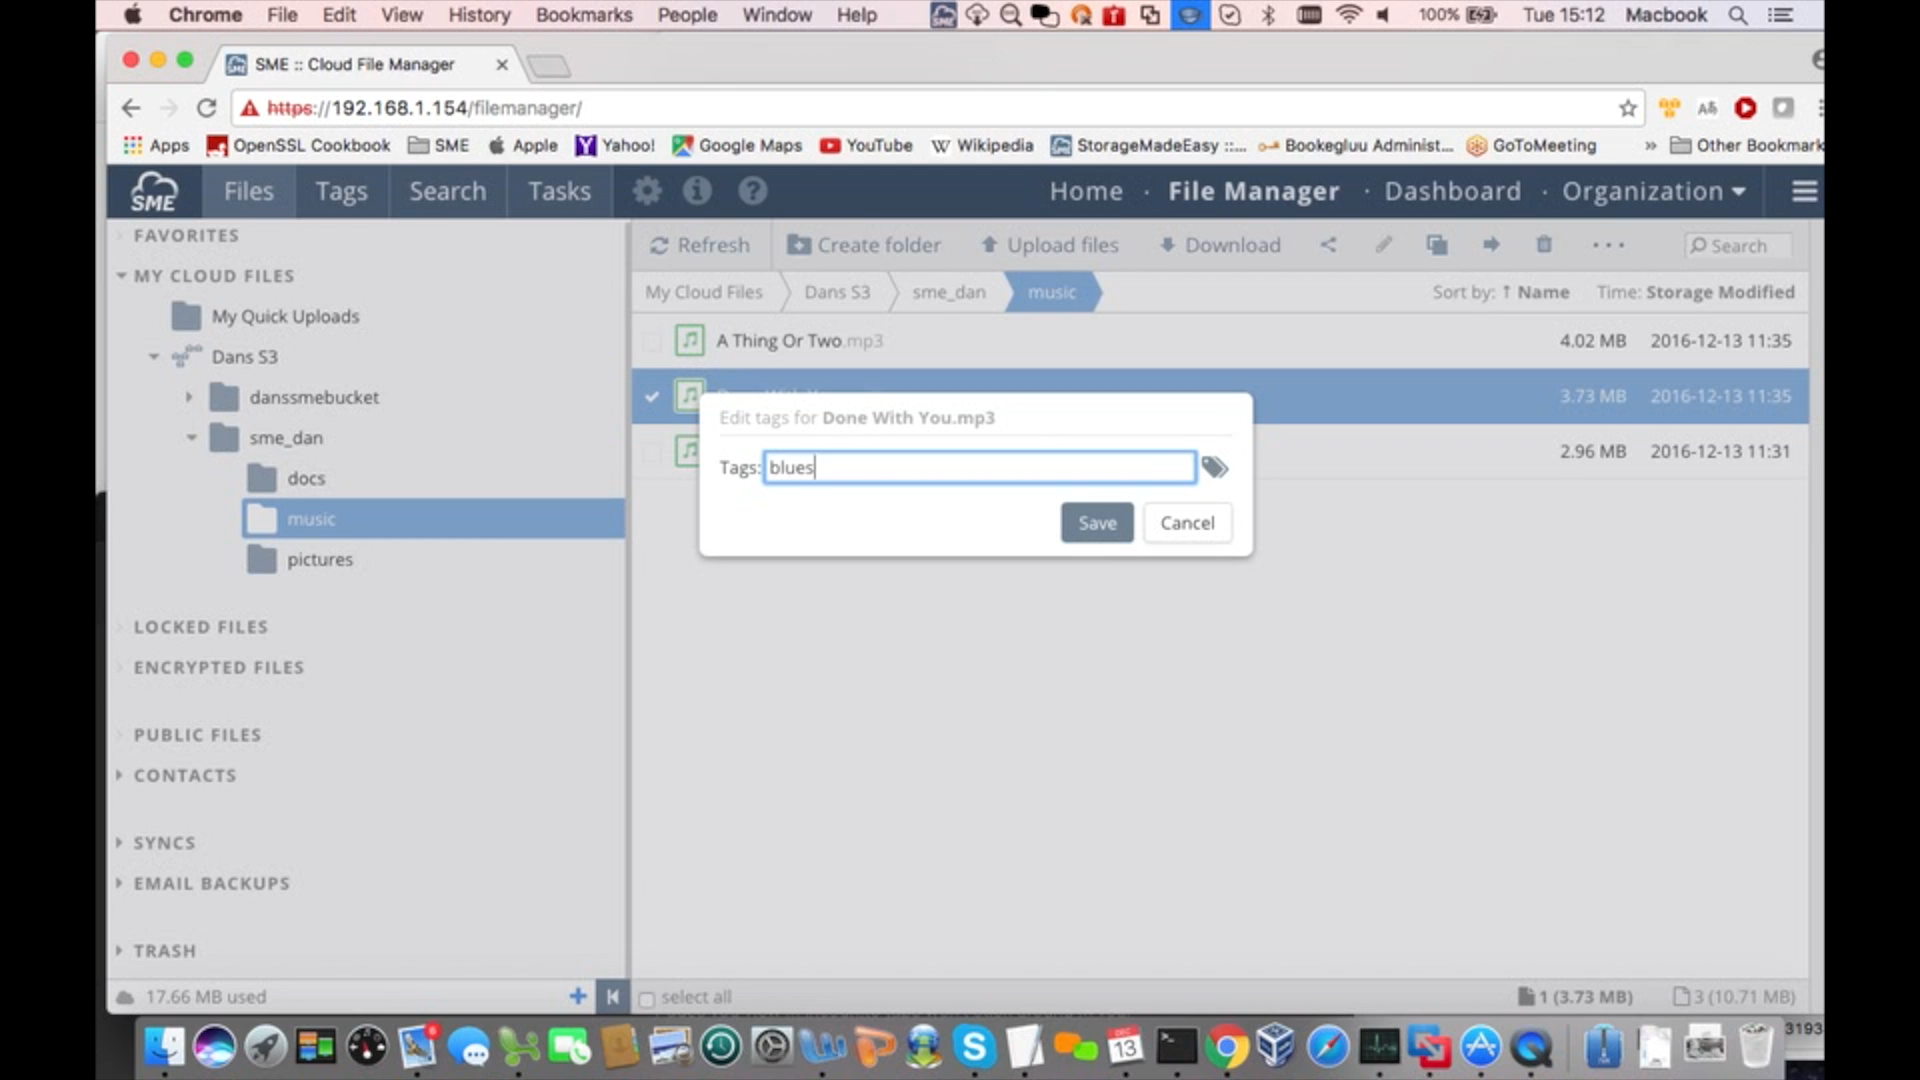 Chrome File Edit View History Bookmarks People Window Help 100% Tue 15:12 Macbook
SME :: Cloud File Manager
https://192.168.1.154/filemanager/
Apps OpenSSL Cookbook SME Apple Yahoo! Google Maps YouTube Wikipedia StorageMadeEasy ::... Bookegluu Administ... GoToMeeting » Other Bookmark
SME Files Tags Search Tasks Home · File Manager · Dashboard · Organization
FAVORITES
MY CLOUD FILES
My Quick Uploads
Dans S3
danssmebucket
sme_dan
docs
music
pictures
LOCKED FILES
ENCRYPTED FILES
PUBLIC FILES
CONTACTS
SYNCS
EMAIL BACKUPS
TRASH
17.66 MB used
Refresh Create folder Upload files Download ... Search
My Cloud Files Dans S3 sme_dan music Sort by: ↑ Name Time: Storage Modified
A Thing Or Two.mp3 4.02 MB 2016-12-13 11:35
3.73 MB 2016-12-13 11:35
2.96 MB 2016-12-13 11:31
Edit tags for Done With You.mp3
Tags: blues
Save Cancel
select all 1 (3.73 MB) 3 (10.71 MB)
DEC
13
3193